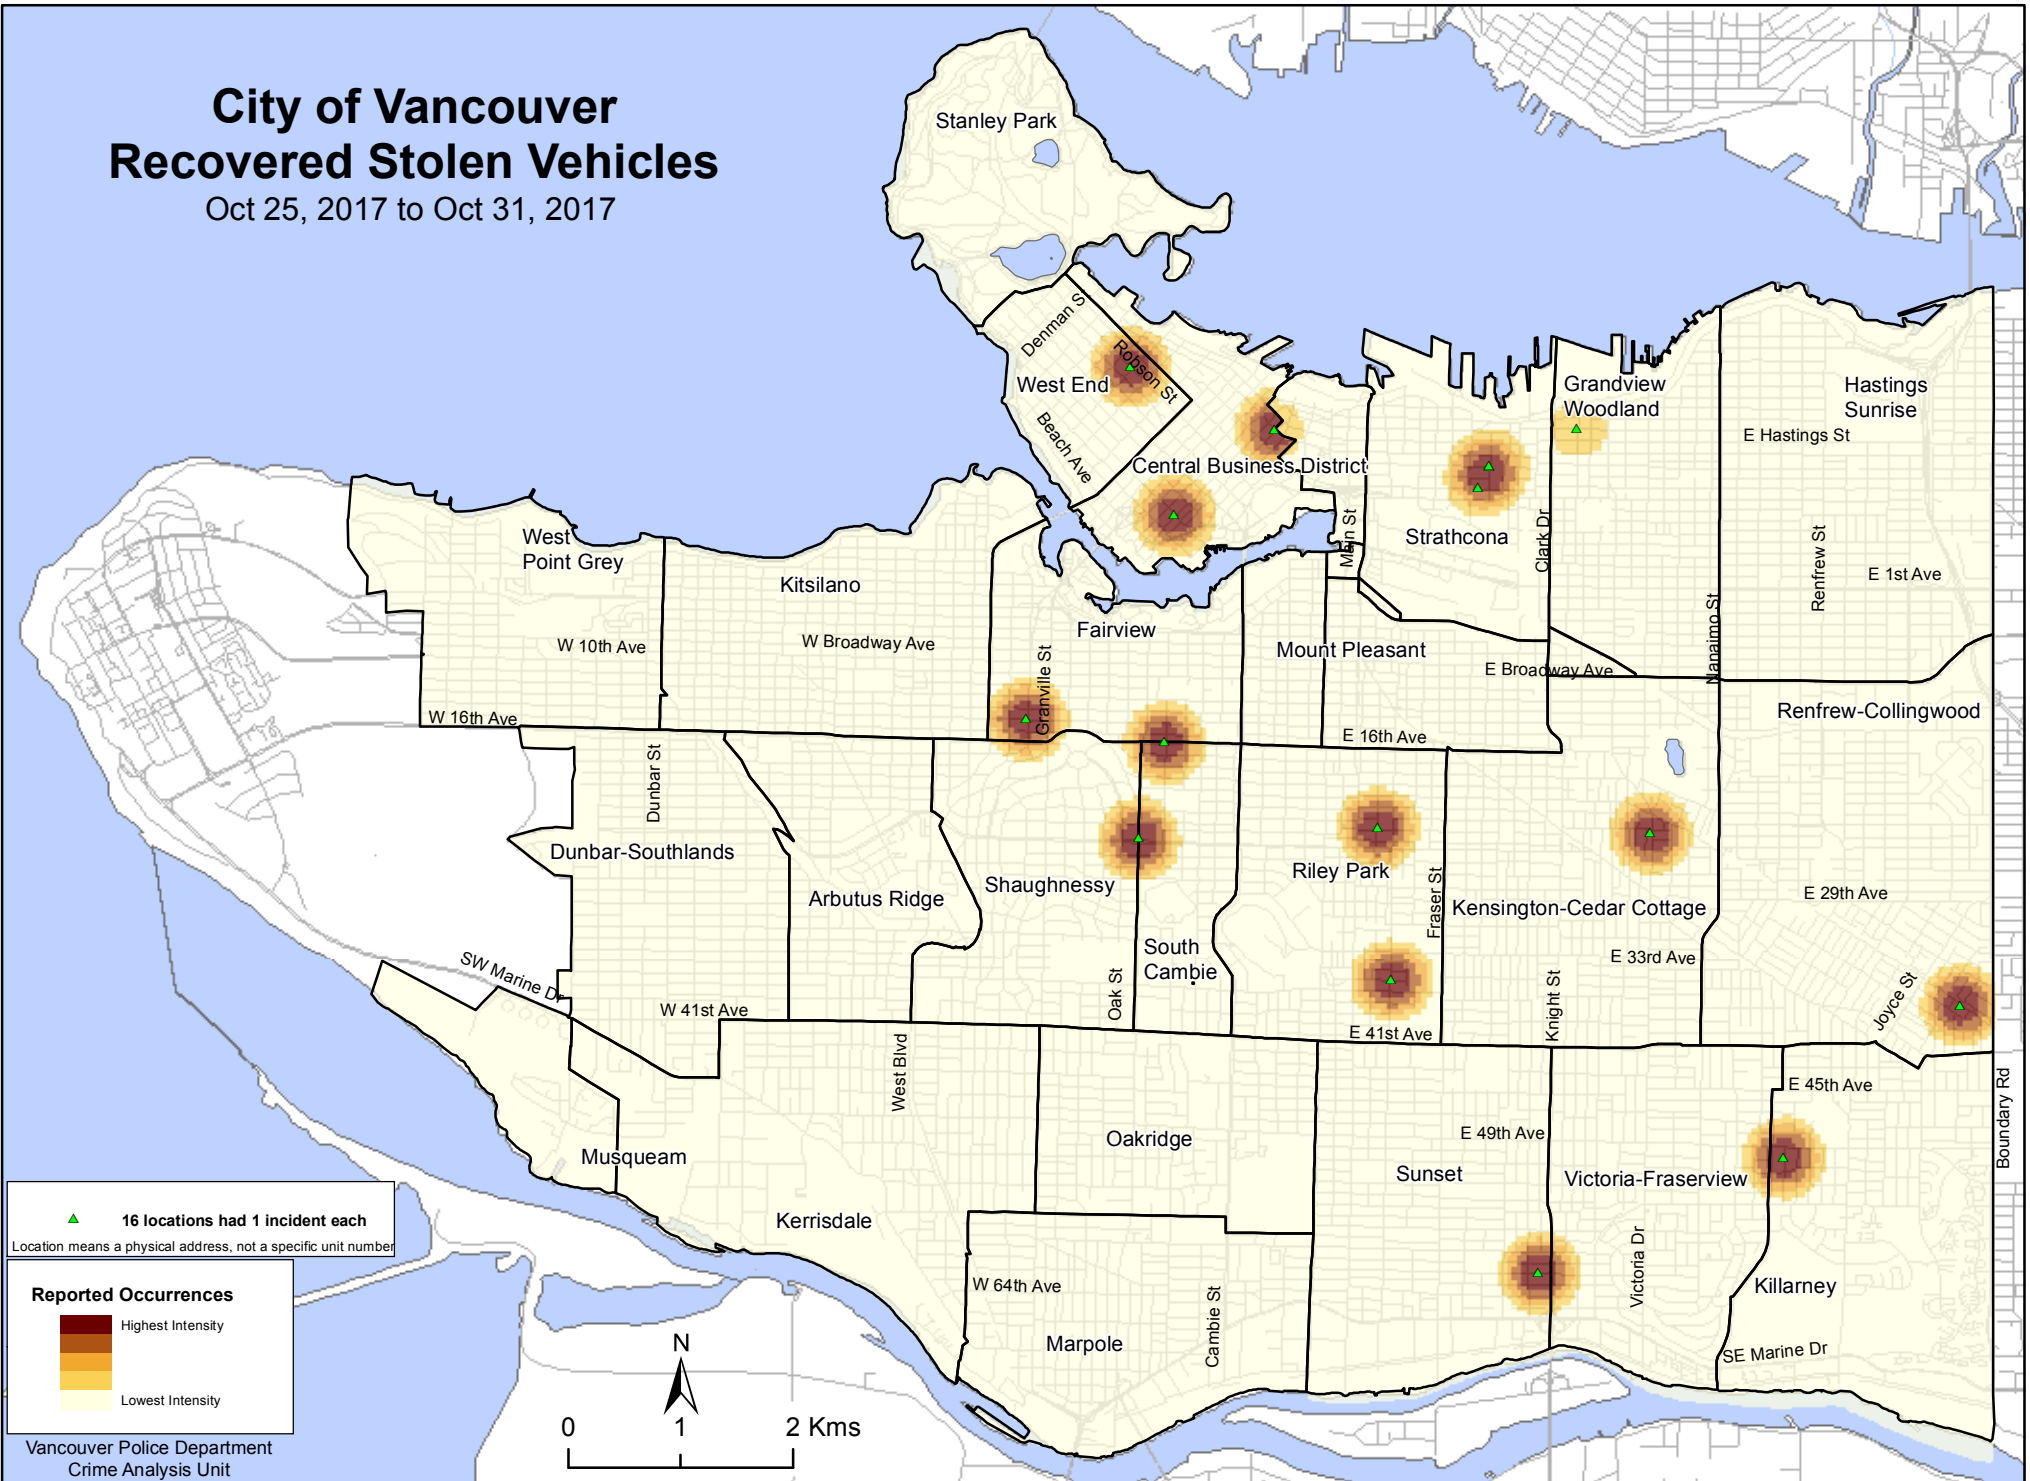 City of Vancouver
Recovered Stolen Vehicles
Oct 25, 2017 to Oct 31, 2017
Stanley Park
Denman St
Robson St
West End
Beach Ave
Central Business District
Grandview
Woodland
Hastings
Sunrise
E Hastings St
Main St
Strathcona
Clark Dr
Renfrew St
E 1st Ave
Nanaimo St
West
Point Grey
Kitsilano
W 10th Ave
W Broadway Ave
Fairview
Granville St
Mount Pleasant
E Broadway Ave
W 16th Ave
E 16th Ave
Renfrew-Collingwood
Dunbar St
Dunbar-Southlands
Arbutus Ridge
Shaughnessy
Riley Park
Fraser St
Kensington-Cedar Cottage
E 29th Ave
South
Cambie
E 33rd Ave
SW Marine Dr
W 41st Ave
Oak St
E 41st Ave
Knight St
Joyce St
West Blvd
E 45th Ave
Boundary Rd
Musqueam
Oakridge
E 49th Ave
Sunset
Victoria-Fraserview
Kerrisdale
Victoria Dr
Killarney
W 64th Ave
Cambie St
Marpole
SE Marine Dr
16 locations had 1 incident each
Location means a physical address, not a specific unit number
Reported Occurrences
Highest Intensity
Lowest Intensity
Vancouver Police Department
Crime Analysis Unit
N
0 1 2 Kms